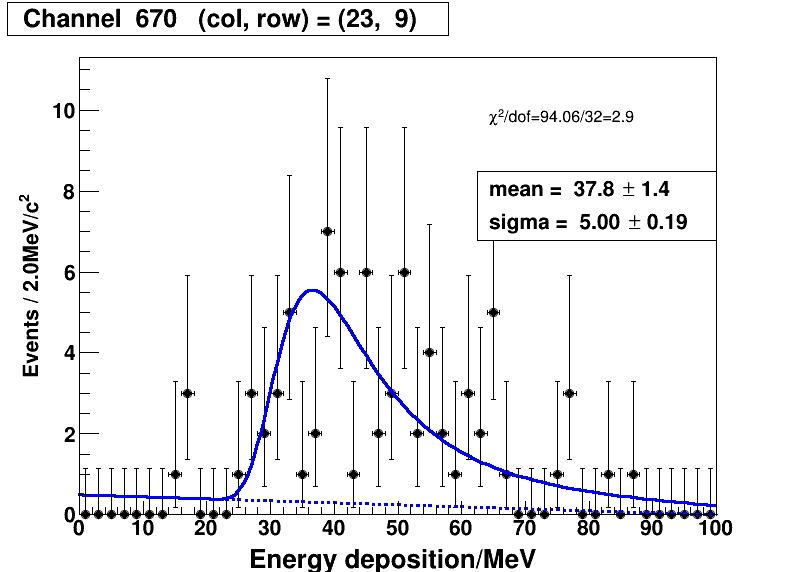 Channel 670 (col, row) = (23, 9)
χ²/dof=94.06/32=2.9
mean = 37.8 ± 1.4
sigma = 5.00 ± 0.19
Events / 2.0MeV/c²
10
8
6
4
2
0
0 10 20 30 40 50 60 70 80 90 100
Energy deposition/MeV